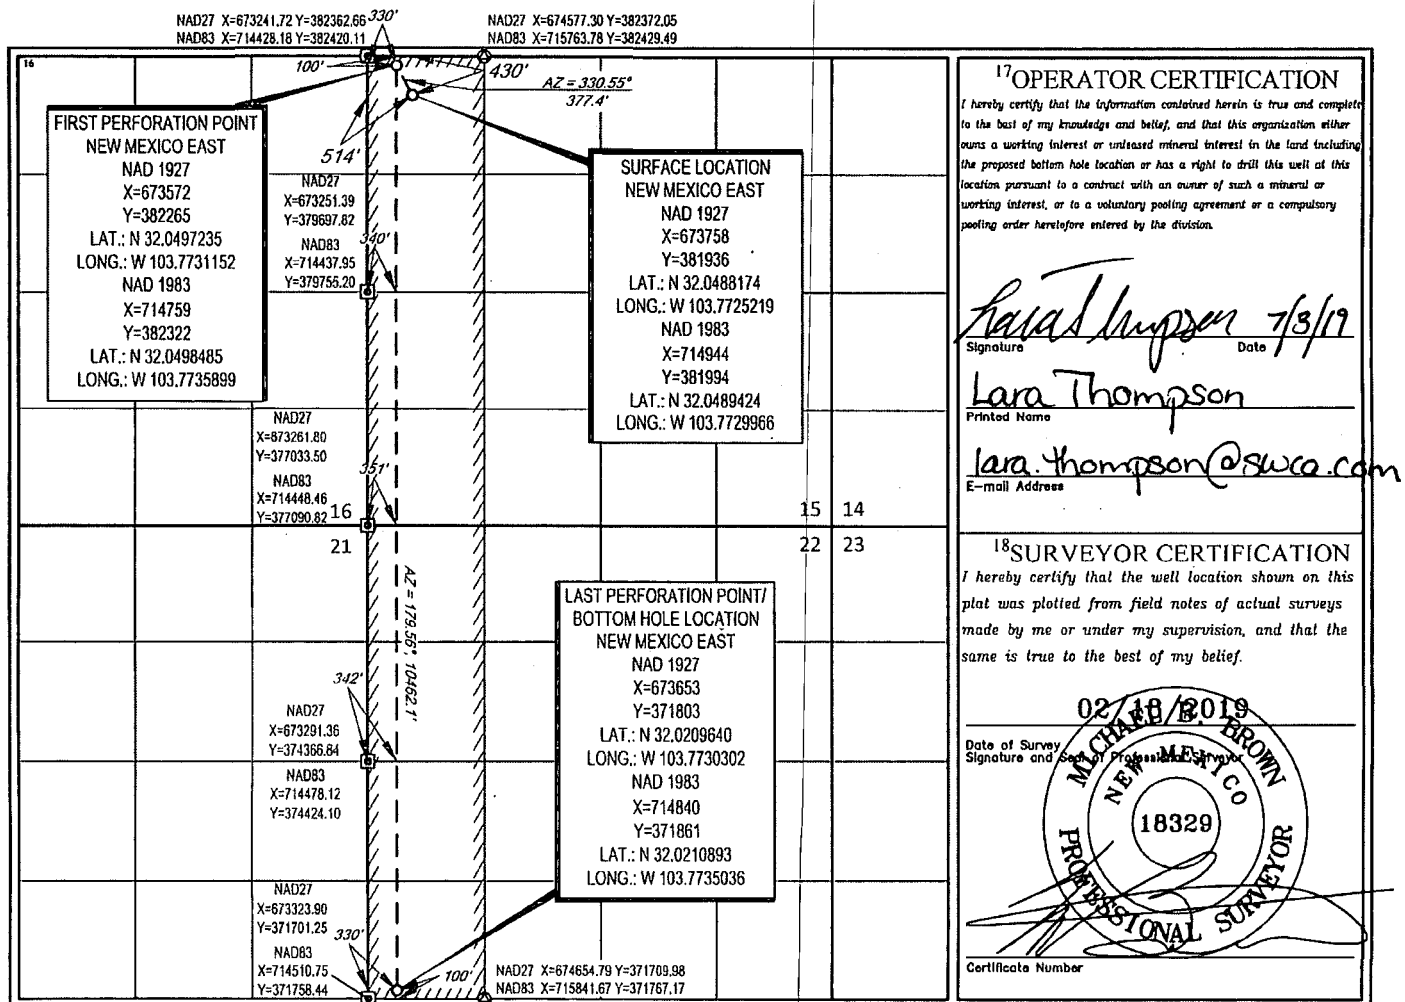 NAD27 X=673241.72 Y=382362.66
NAD83 X=714428.18 Y=382420.11
330'
NAD27 X=674577.30 Y=382372.05
NAD83 X=715763.78 Y=382429.49
16
100'
430'
AZ = 330.55°
377.4'
514'
FIRST PERFORATION POINT
NEW MEXICO EAST
NAD 1927
X=673572
Y=382265
LAT.: N 32.0497235
LONG.: W 103.7731152
NAD 1983
X=714759
Y=382322
LAT.: N 32.0498485
LONG.: W 103.7735899
SURFACE LOCATION
NEW MEXICO EAST
NAD 1927
X=673758
Y=381936
LAT.: N 32.0488174
LONG.: W 103.7725219
NAD 1983
X=714944
Y=381994
LAT.: N 32.0489424
LONG.: W 103.7729966
NAD27
X=673251.39
Y=379697.82
NAD83
X=714437.95
Y=379755.20
340'
NAD27
X=673261.80
Y=377033.50
NAD83
X=714448.46
Y=377090.82
351'
16
21
15 14
22 23
AZ = 179.56°, 10462.1'
LAST PERFORATION POINT/
BOTTOM HOLE LOCATION
NEW MEXICO EAST
NAD 1927
X=673653
Y=371803
LAT.: N 32.0209640
LONG.: W 103.7730302
NAD 1983
X=714840
Y=371861
LAT.: N 32.0210893
LONG.: W 103.7735036
342'
NAD27
X=673291.36
Y=374366.84
NAD83
X=714478.12
Y=374424.10
NAD27
X=673323.90
Y=371701.25
NAD83
X=714510.75
Y=371758.44
330'
100'
NAD27 X=674654.79 Y=371709.98
NAD83 X=715841.67 Y=371767.17
17 OPERATOR CERTIFICATION
I hereby certify that the information contained herein is true and complete
to the best of my knowledge and belief, and that this organization either
owns a working interest or unleased mineral interest in the land including
the proposed bottom hole location or has a right to drill this well at this
location pursuant to a contract with an owner of such a mineral or
working interest, or to a voluntary pooling agreement or a compulsory
pooling order heretofore entered by the division.
Lara Thompson 7/3/19
Signature Date
Lara Thompson
Printed Name
lara.thompson@swca.com
E-mail Address
18 SURVEYOR CERTIFICATION
I hereby certify that the well location shown on this
plat was plotted from field notes of actual surveys
made by me or under my supervision, and that the
same is true to the best of my belief.
02/18/2019
Date of Survey
Signature and Seal of Professional Surveyor
MICHAEL B. BROWN
NEW MEXICO
18329
PROFESSIONAL SURVEYOR
Certificate Number